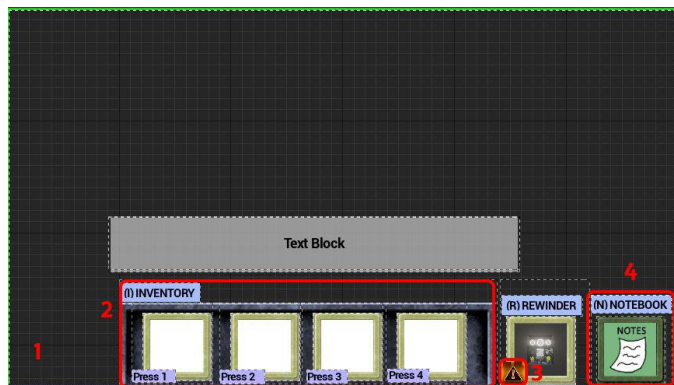 Text Block
4
(I) INVENTORY
2
(R) REWINDER
(N) NOTEBOOK
NOTES
1
Press 1
Press 2
Press 3
Press 4
3